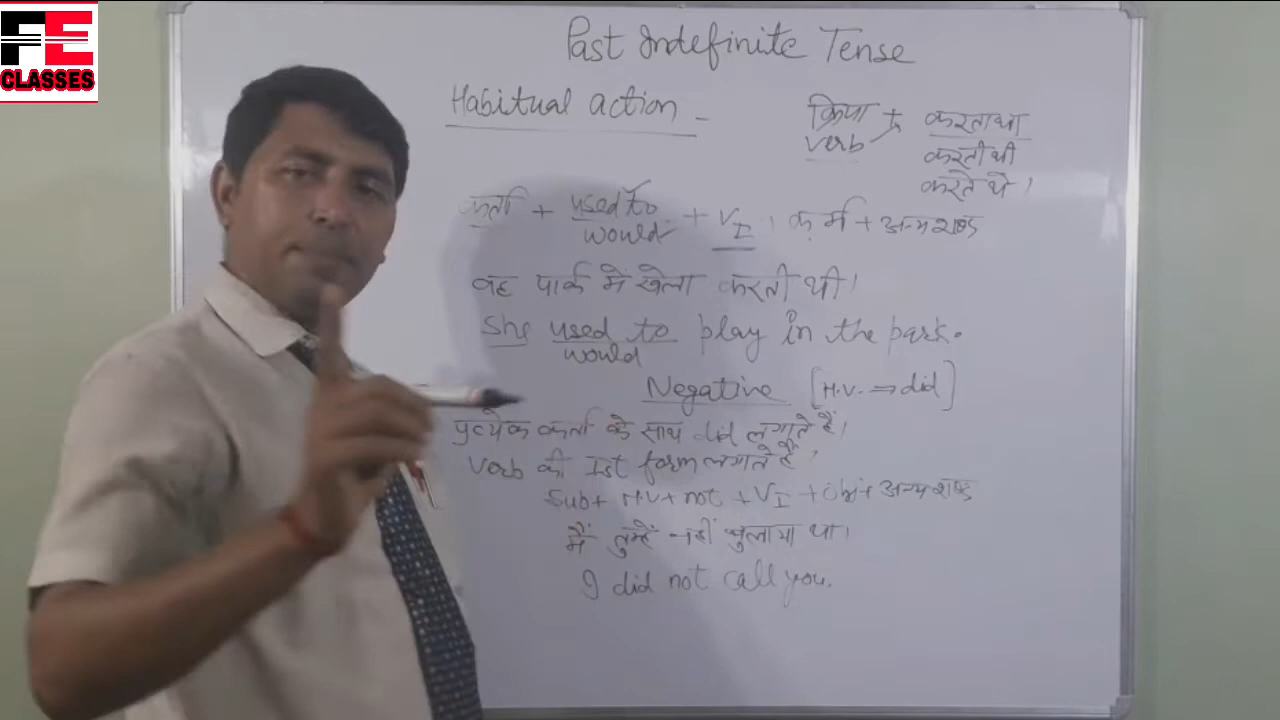 FE
CLASSES
Past Indefinite Tense
Habitual action -
क्रिया + करता था
verb करती थी
करते थे।
कर्ता + used to + VI + कर्म + अन्य शब्द
would
वह पार्क में खेला करती थी।
She used to play in the park.
would
Negative [H.V. → did]
प्रत्येक कर्ता के साथ did लगाते हैं।
Verb की Ist form लगाते हैं।
Sub + H.V + not + VI + obj + अन्य शब्द
मैं तुम्हें नहीं बुलाया था।
I did not call you.